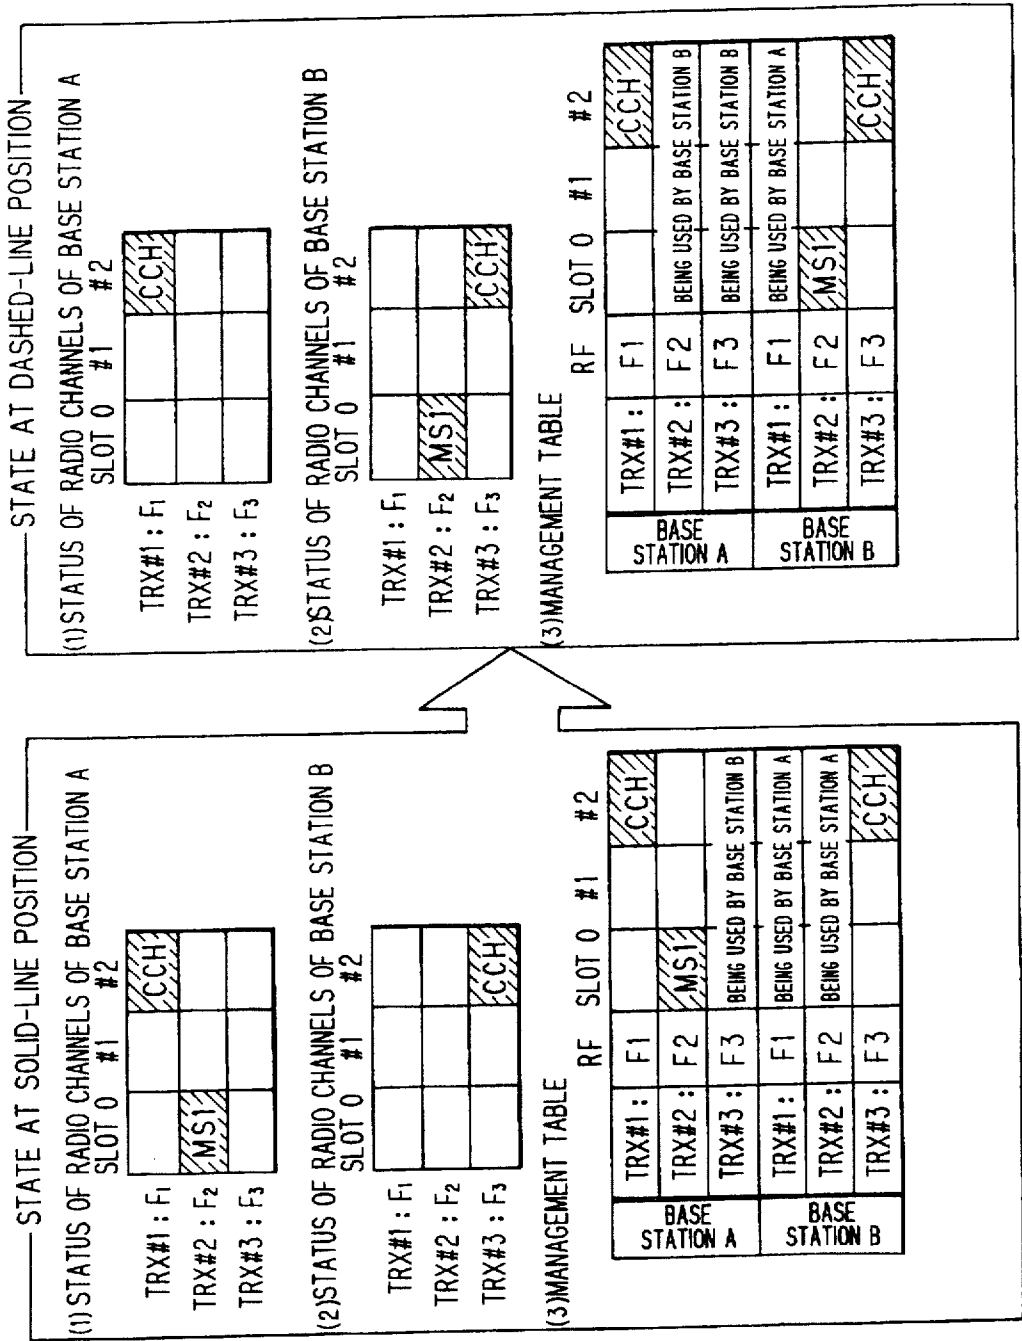 STATE AT SOLID-LINE POSITION
(1)STATUS OF RADIO CHANNELS OF BASE STATION A
SLOT 0 #1 #2
TRX#1 : F1 CCH
TRX#2 : F2 MS1
TRX#3 : F3
(2)STATUS OF RADIO CHANNELS OF BASE STATION B
SLOT 0 #1 #2
TRX#1 : F1
TRX#2 : F2
TRX#3 : F3 CCH
(3)MANAGEMENT TABLE
RF SLOT 0 #1 #2
BASE STATION A
TRX#1: F1 CCH
TRX#2: F2 MS1
TRX#3: F3 BEING USED BY BASE STATION B
BASE STATION B
TRX#1: F1 BEING USED BY BASE STATION A
TRX#2: F2 BEING USED BY BASE STATION A
TRX#3: F3 CCH
STATE AT DASHED-LINE POSITION
(1)STATUS OF RADIO CHANNELS OF BASE STATION A
SLOT 0 #1 #2
TRX#1 : F1 CCH
TRX#2 : F2
TRX#3 : F3
(2)STATUS OF RADIO CHANNELS OF BASE STATION B
SLOT 0 #1 #2
TRX#1 : F1
TRX#2 : F2 MS1
TRX#3 : F3 CCH
(3)MANAGEMENT TABLE
RF SLOT 0 #1 #2
BASE STATION A
TRX#1: F1 CCH
TRX#2: F2 BEING USED BY BASE STATION B
TRX#3: F3 BEING USED BY BASE STATION B
BASE STATION B
TRX#1: F1 BEING USED BY BASE STATION A
TRX#2: F2 MS1
TRX#3: F3 CCH